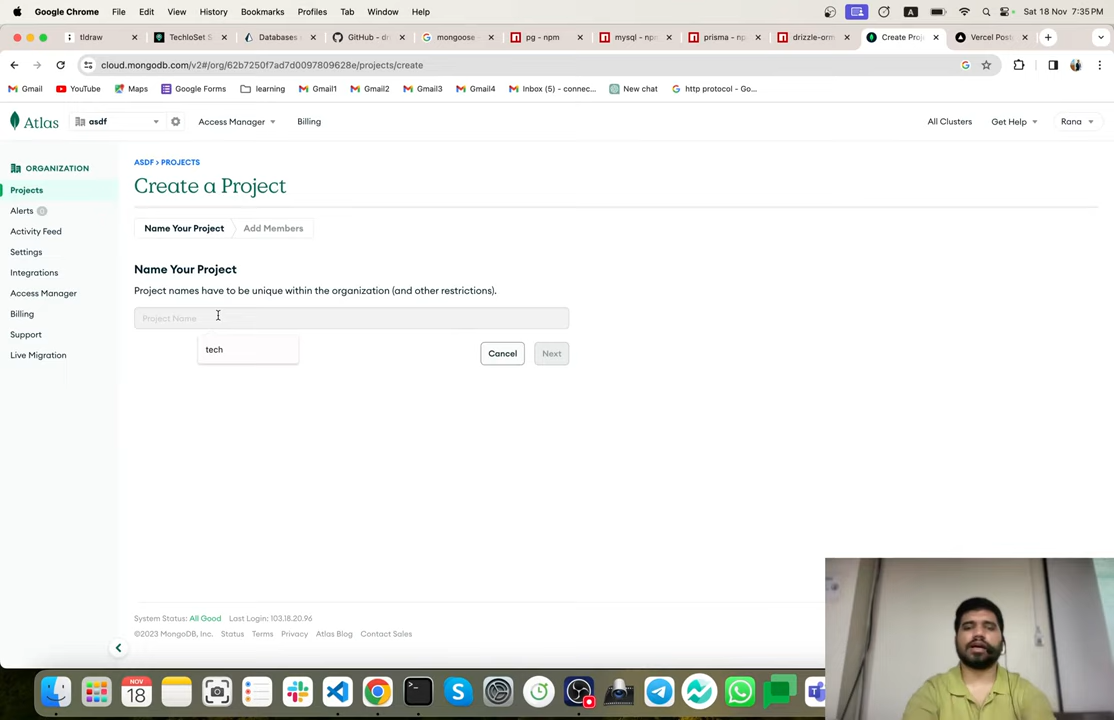 Google Chrome File Edit View History Bookmarks Profiles Tab Window Help A Sat 18 Nov 7:35 PM
tldraw TechloSet S Databases GitHub - dr mongoose pg - npm mysql - np prisma - np drizzle-orm Create Proj Vercel Post
cloud.mongodb.com/v2#/org/62b7250f7ad7d0097809628e/projects/create
Gmail YouTube Maps Google Forms learning Gmail1 Gmail2 Gmail3 Gmail4 Inbox (5) - connec... New chat http protocol - Go...
Atlas asdf Access Manager Billing All Clusters Get Help Rana
ORGANIZATION
Projects
Alerts 0
Activity Feed
Settings
Integrations
Access Manager
Billing
Support
Live Migration
ASDF > PROJECTS
Create a Project
Name Your Project Add Members
Name Your Project
Project names have to be unique within the organization (and other restrictions).
Project Name
tech
Cancel Next
System Status: All Good Last Login: 103.18.20.96
©2023 MongoDB, Inc. Status Terms Privacy Atlas Blog Contact Sales
NOV
18